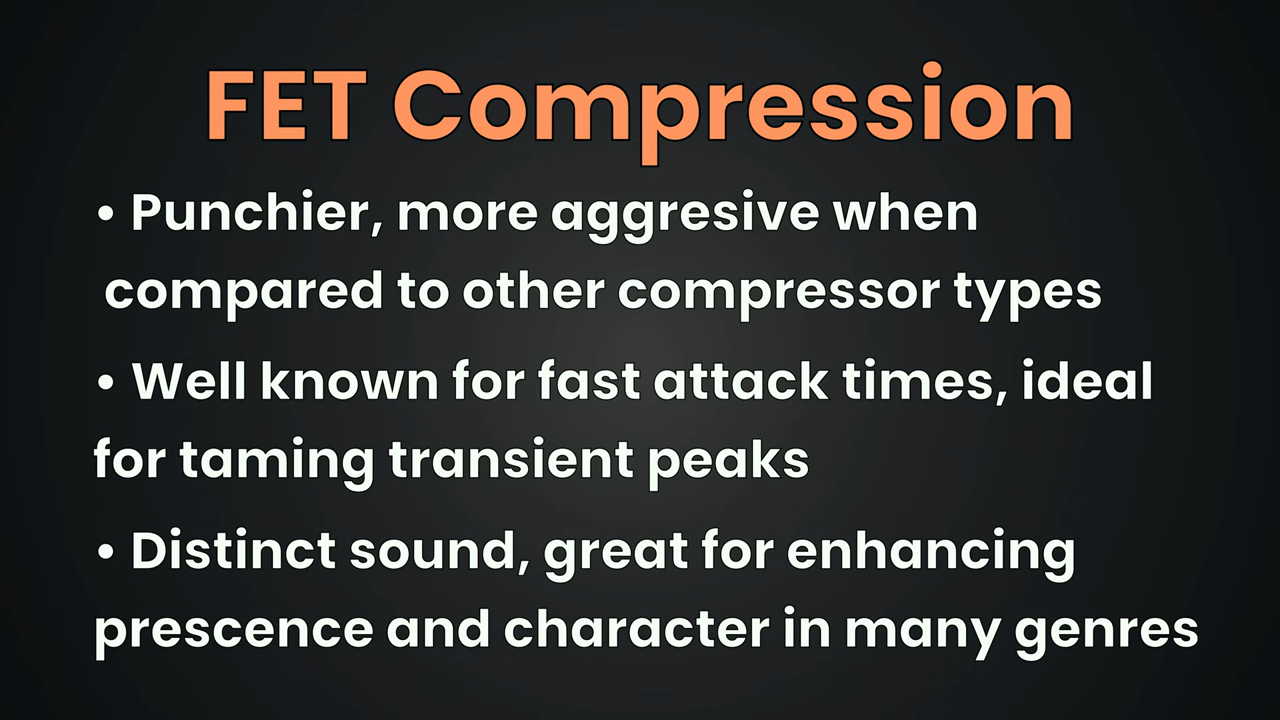 FET Compression
• Punchier, more aggresive when
compared to other compressor types
• Well known for fast attack times, ideal
for taming transient peaks
• Distinct sound, great for enhancing
prescence and character in many genres